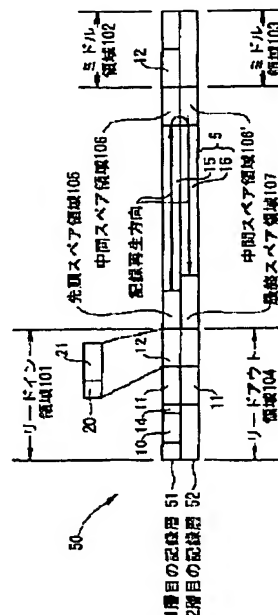 50
リードイン
領域101
20
21
10
14
11
12
先頭スペア領域105
中間スペア領域106
記録再生方向
15
16
5
12
ミドル
領域102
1層目の記録層 51
2層目の記録層 52
11
リードアウト
領域104
中間スペア領域106'
最終スペア領域107
ミドル
領域103